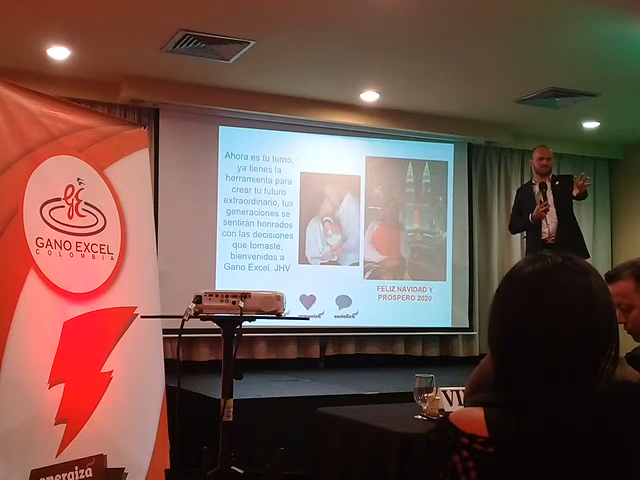 GANO EXCEL
COLOMBIA
energiza
Ahora es tu turno,
ya tienes la
herramienta para
crear tu futuro
extraordinario, tus
generaciones se
sentirán honrados
con las decisiones
que tomaste,
bienvenidos a
Gano Excel. JHV
FELIZ NAVIDAD Y
PROSPERO 2020
socializa